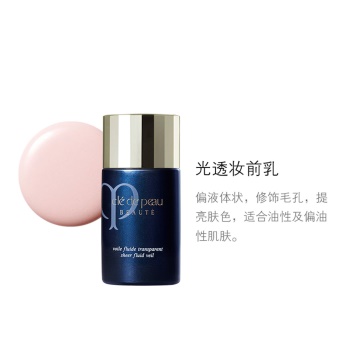 clé de peau
BEAUTÉ
voile fluide transparent
sheer fluid veil
光透妆前乳
偏液体状，修饰毛孔，提
亮肤色，适合油性及偏油
性肌肤。